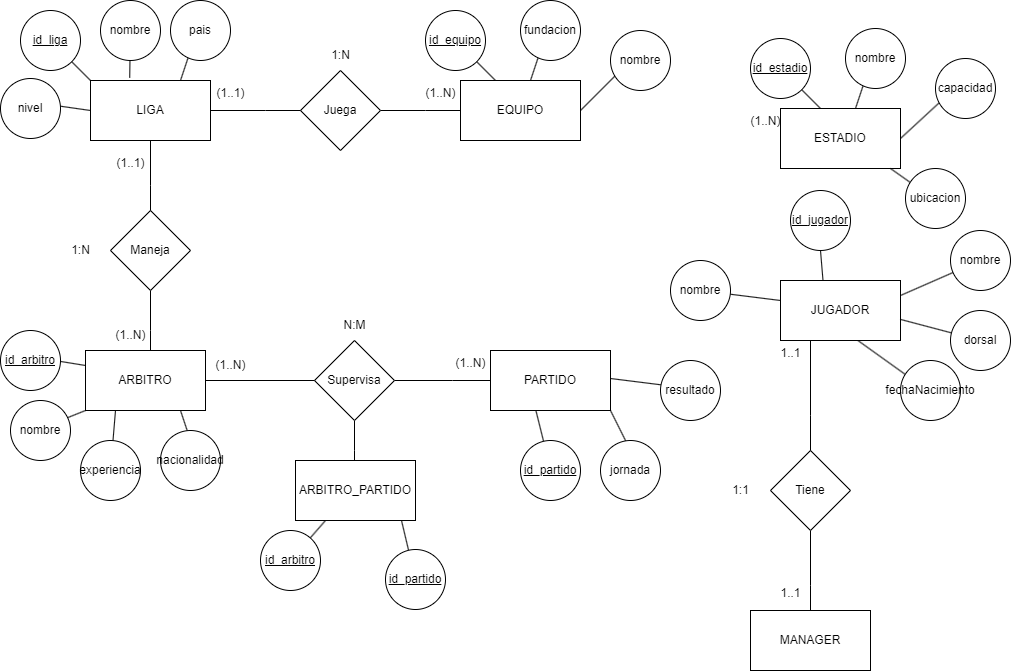 id_liga
nombre
pais
nivel
LIGA
(1..1)
1:N
Juega
(1..N)
id_equipo
fundacion
nombre
EQUIPO
id_estadio
nombre
capacidad
(1..N)
ESTADIO
ubicacion
(1..1)
1:N
Maneja
(1..N)
id_jugador
nombre
nombre
JUGADOR
dorsal
fechaNacimiento
1..1
id_arbitro
ARBITRO
nombre
experiencia
nacionalidad
(1..N)
N:M
Supervisa
(1..N)
PARTIDO
resultado
id_partido
jornada
ARBITRO_PARTIDO
id_arbitro
id_partido
1:1
Tiene
1..1
MANAGER